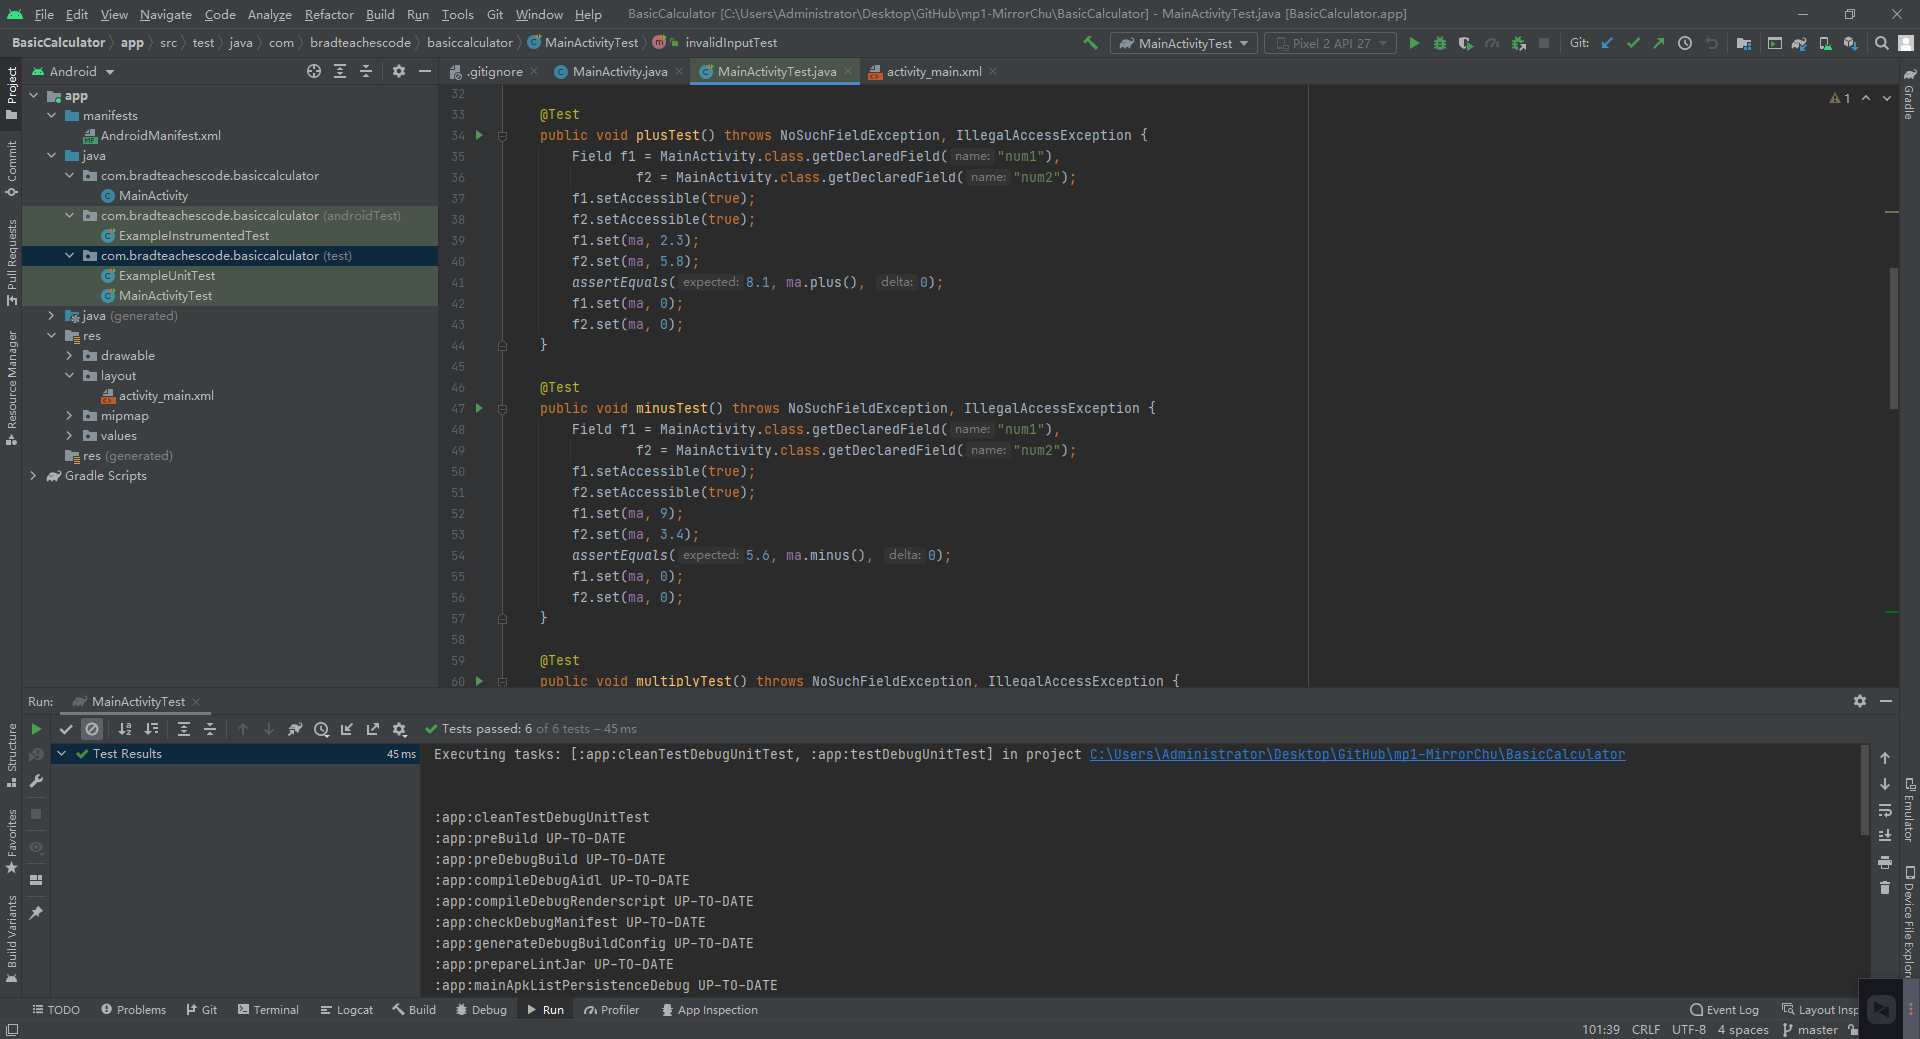 File Edit View Navigate Code Analyze Refactor Build Run Tools Git Window Help BasicCalculator [C:\Users\Administrator\Desktop\GitHub\mp1-MirrorChu\BasicCalculator] - MainActivityTest.java [BasicCalculator.app]
BasicCalculator app src test java com bradteachescode basiccalculator MainActivityTest invalidInputTest MainActivityTest Pixel 2 API 27 Git:
Project
Android
.gitignore MainActivity.java MainActivityTest.java activity_main.xml
Gradle
app
manifests
AndroidManifest.xml
java
com.bradteachescode.basiccalculator
MainActivity
com.bradteachescode.basiccalculator (androidTest)
ExampleInstrumentedTest
com.bradteachescode.basiccalculator (test)
ExampleUnitTest
MainActivityTest
java (generated)
res
drawable
layout
activity_main.xml
mipmap
values
res (generated)
Gradle Scripts
Commit
Pull Requests
Resource Manager
1
32
33 @Test
34 public void plusTest() throws NoSuchFieldException, IllegalAccessException {
35 Field f1 = MainActivity.class.getDeclaredField( name: "num1"),
36 f2 = MainActivity.class.getDeclaredField( name: "num2");
37 f1.setAccessible(true);
38 f2.setAccessible(true);
39 f1.set(ma, 2.3);
40 f2.set(ma, 5.8);
41 assertEquals( expected: 8.1, ma.plus(), delta: 0);
42 f1.set(ma, 0);
43 f2.set(ma, 0);
44 }
45
46 @Test
47 public void minusTest() throws NoSuchFieldException, IllegalAccessException {
48 Field f1 = MainActivity.class.getDeclaredField( name: "num1"),
49 f2 = MainActivity.class.getDeclaredField( name: "num2");
50 f1.setAccessible(true);
51 f2.setAccessible(true);
52 f1.set(ma, 9);
53 f2.set(ma, 3.4);
54 assertEquals( expected: 5.6, ma.minus(), delta: 0);
55 f1.set(ma, 0);
56 f2.set(ma, 0);
57 }
58
59 @Test
60 public void multiplyTest() throws NoSuchFieldException, IllegalAccessException {
Run: MainActivityTest
Tests passed: 6 of 6 tests – 45 ms
Test Results 45 ms
Executing tasks: [:app:cleanTestDebugUnitTest, :app:testDebugUnitTest] in project C:\Users\Administrator\Desktop\GitHub\mp1-MirrorChu\BasicCalculator
:app:cleanTestDebugUnitTest
:app:preBuild UP-TO-DATE
:app:preDebugBuild UP-TO-DATE
:app:compileDebugAidl UP-TO-DATE
:app:compileDebugRenderscript UP-TO-DATE
:app:checkDebugManifest UP-TO-DATE
:app:generateDebugBuildConfig UP-TO-DATE
:app:prepareLintJar UP-TO-DATE
:app:mainApkListPersistenceDebug UP-TO-DATE
Structure
Favorites
Build Variants
Emulator
Device File Explore
TODO Problems Git Terminal Logcat Build Debug Run Profiler App Inspection Event Log Layout Insp
101:39 CRLF UTF-8 4 spaces master